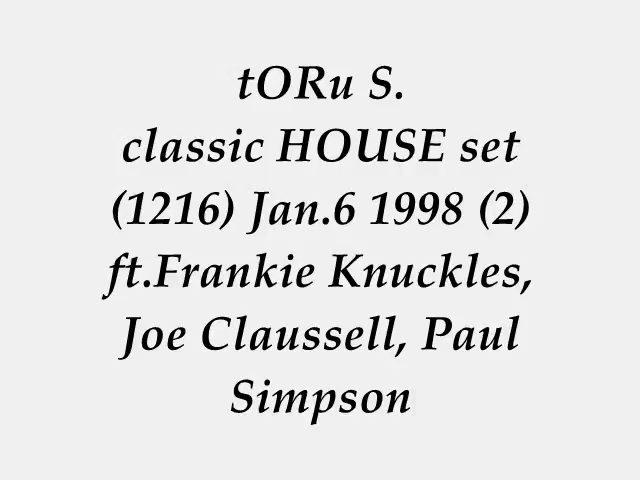 tORu S.
classic HOUSE set
(1216) Jan.6 1998 (2)
ft.Frankie Knuckles,
Joe Claussell, Paul
Simpson